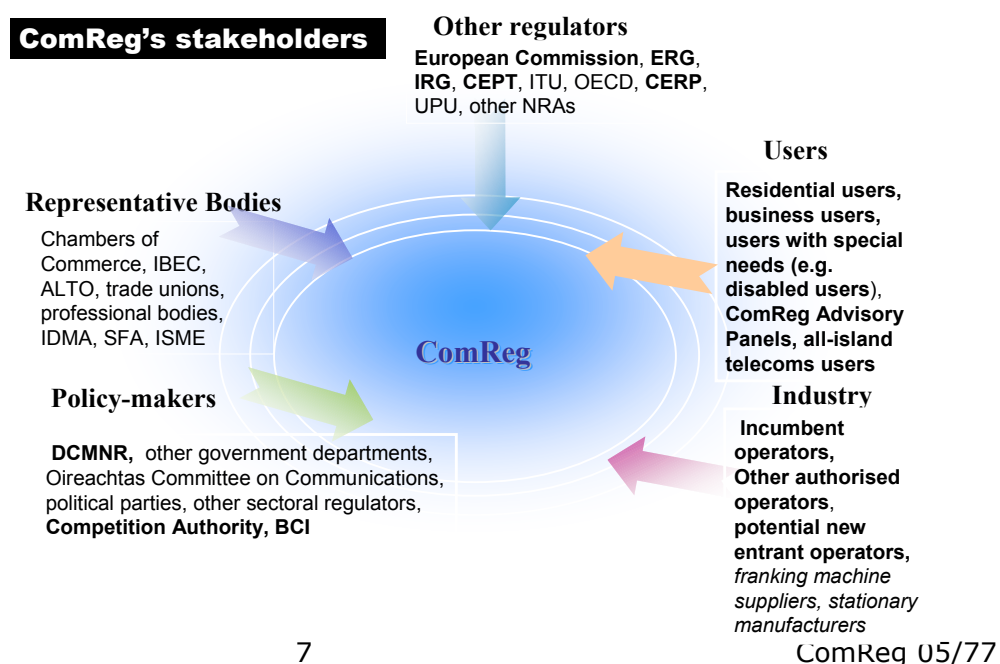 ComReg's stakeholders
Other regulators
European Commission, ERG,
IRG, CEPT, ITU, OECD, CERP,
UPU, other NRAs
Users
Residential users,
business users,
users with special
needs (e.g.
disabled users),
ComReg Advisory
Panels, all-island
telecoms users
Representative Bodies
Chambers of
Commerce, IBEC,
ALTO, trade unions,
professional bodies,
IDMA, SFA, ISME
ComReg
Policy-makers
DCMNR, other government departments,
Oireachtas Committee on Communications,
political parties, other sectoral regulators,
Competition Authority, BCI
Industry
Incumbent
operators,
Other authorised
operators,
potential new
entrant operators,
franking machine
suppliers, stationary
manufacturers
7
ComReg 05/77